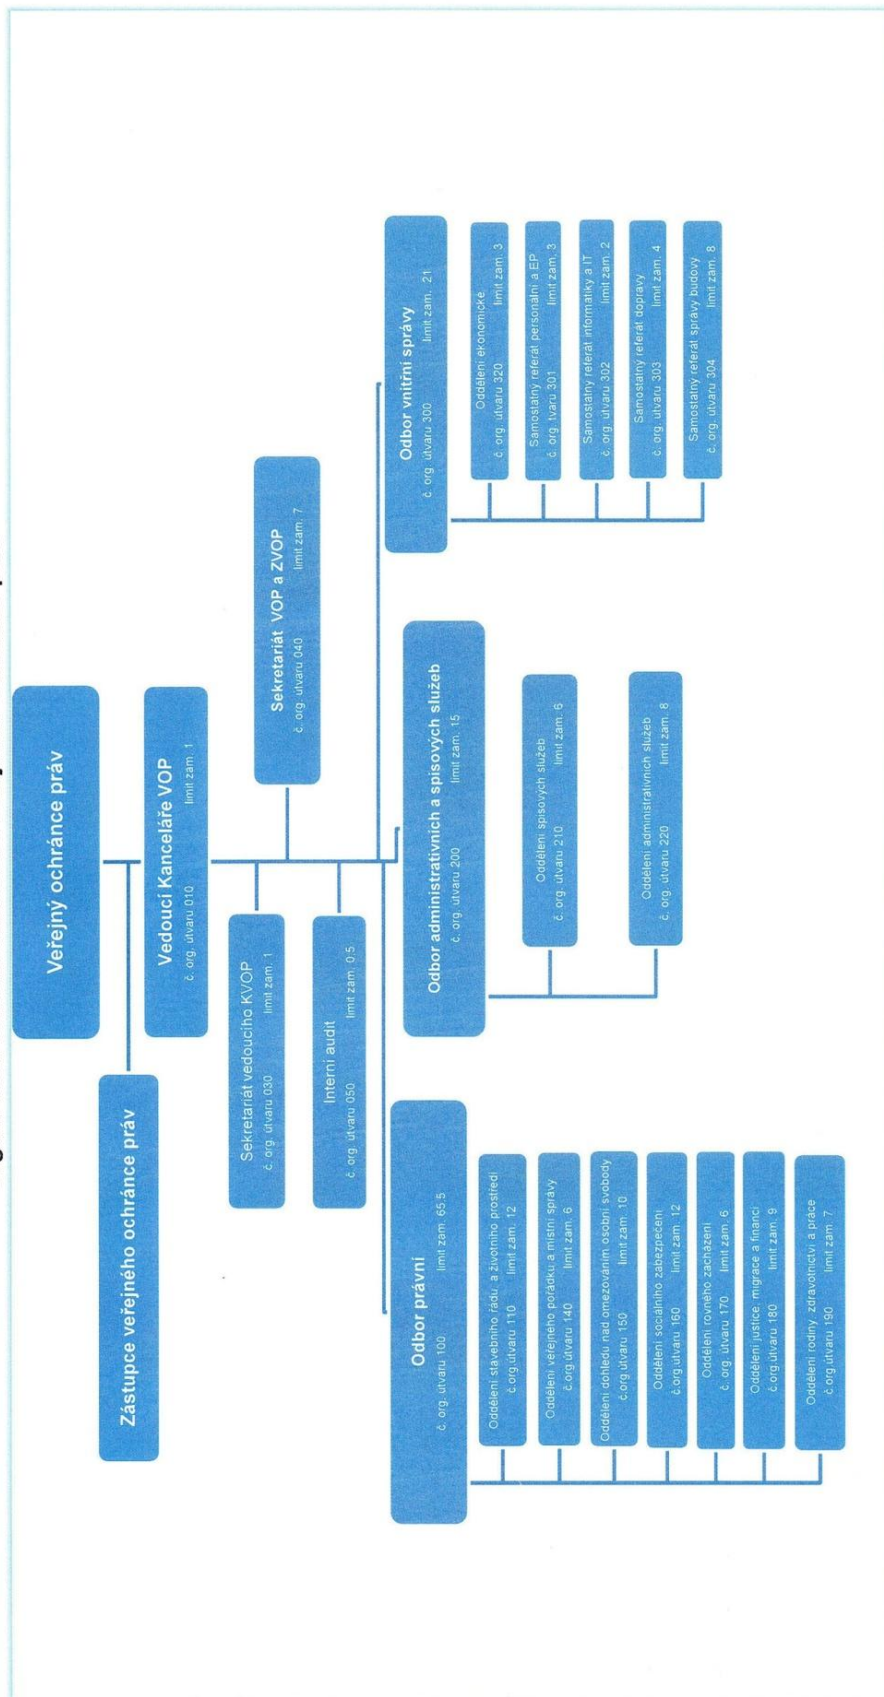 Veřejný ochránce práv
Zástupce veřejného ochránce práv
Vedoucí Kanceláře VOP
č. org. útvaru 010 limit zam. 1
Sekretariát vedoucího KVOP
č. org. útvaru 030 limit zam. 1
Sekretariát VOP a ZVOP
č. org. útvaru 040 limit zam. 7
Interní audit
č. org. útvaru 050 limit zam. 0.5
Odbor právní
č. org. útvaru 100 limit zam. 65.5
Oddělení stavebního řádu a životního prostředí
č.org.útvaru 110 limit zam. 12
Oddělení veřejného pořádku a místní správy
č.org útvaru 140 limit zam. 6
Oddělení dohledu nad omezováním osobní svobody
č.org útvaru 150 limit zam. 10
Oddělení sociálního zabezpečení
č.org.útvaru 160 limit zam. 12
Oddělení rovného zacházení
č. org útvaru 170 limit zam. 6
Oddělení justice, migrace a financí
č.org útvaru 180 limit zam. 9
Oddělení rodiny, zdravotnictví a práce
č.org útvaru 190 limit zam 7
Odbor administrativních a spisových služeb
č. org. útvaru 200 limit zam. 15
Oddělení spisových služeb
č. org. útvaru 210 limit zam. 6
Oddělení administrativních služeb
č. org. útvaru 220 limit zam. 8
Odbor vnitřní správy
č. org. útvaru 300 limit zam. 21
Oddělení ekonomické
č. org. útvaru 320 limit zam. 3
Samostatný referát personální a EP
č. org. tvaru 301 limit zam. 3
Samostatný referát informatiky a IT
č. org. útvaru 302 limit zam. 2
Samostatný referát dopravy
č. org. útvaru 303 limit zam. 4
Samostatný referát správy budovy
č. org. útvaru 304 limit zam. 8